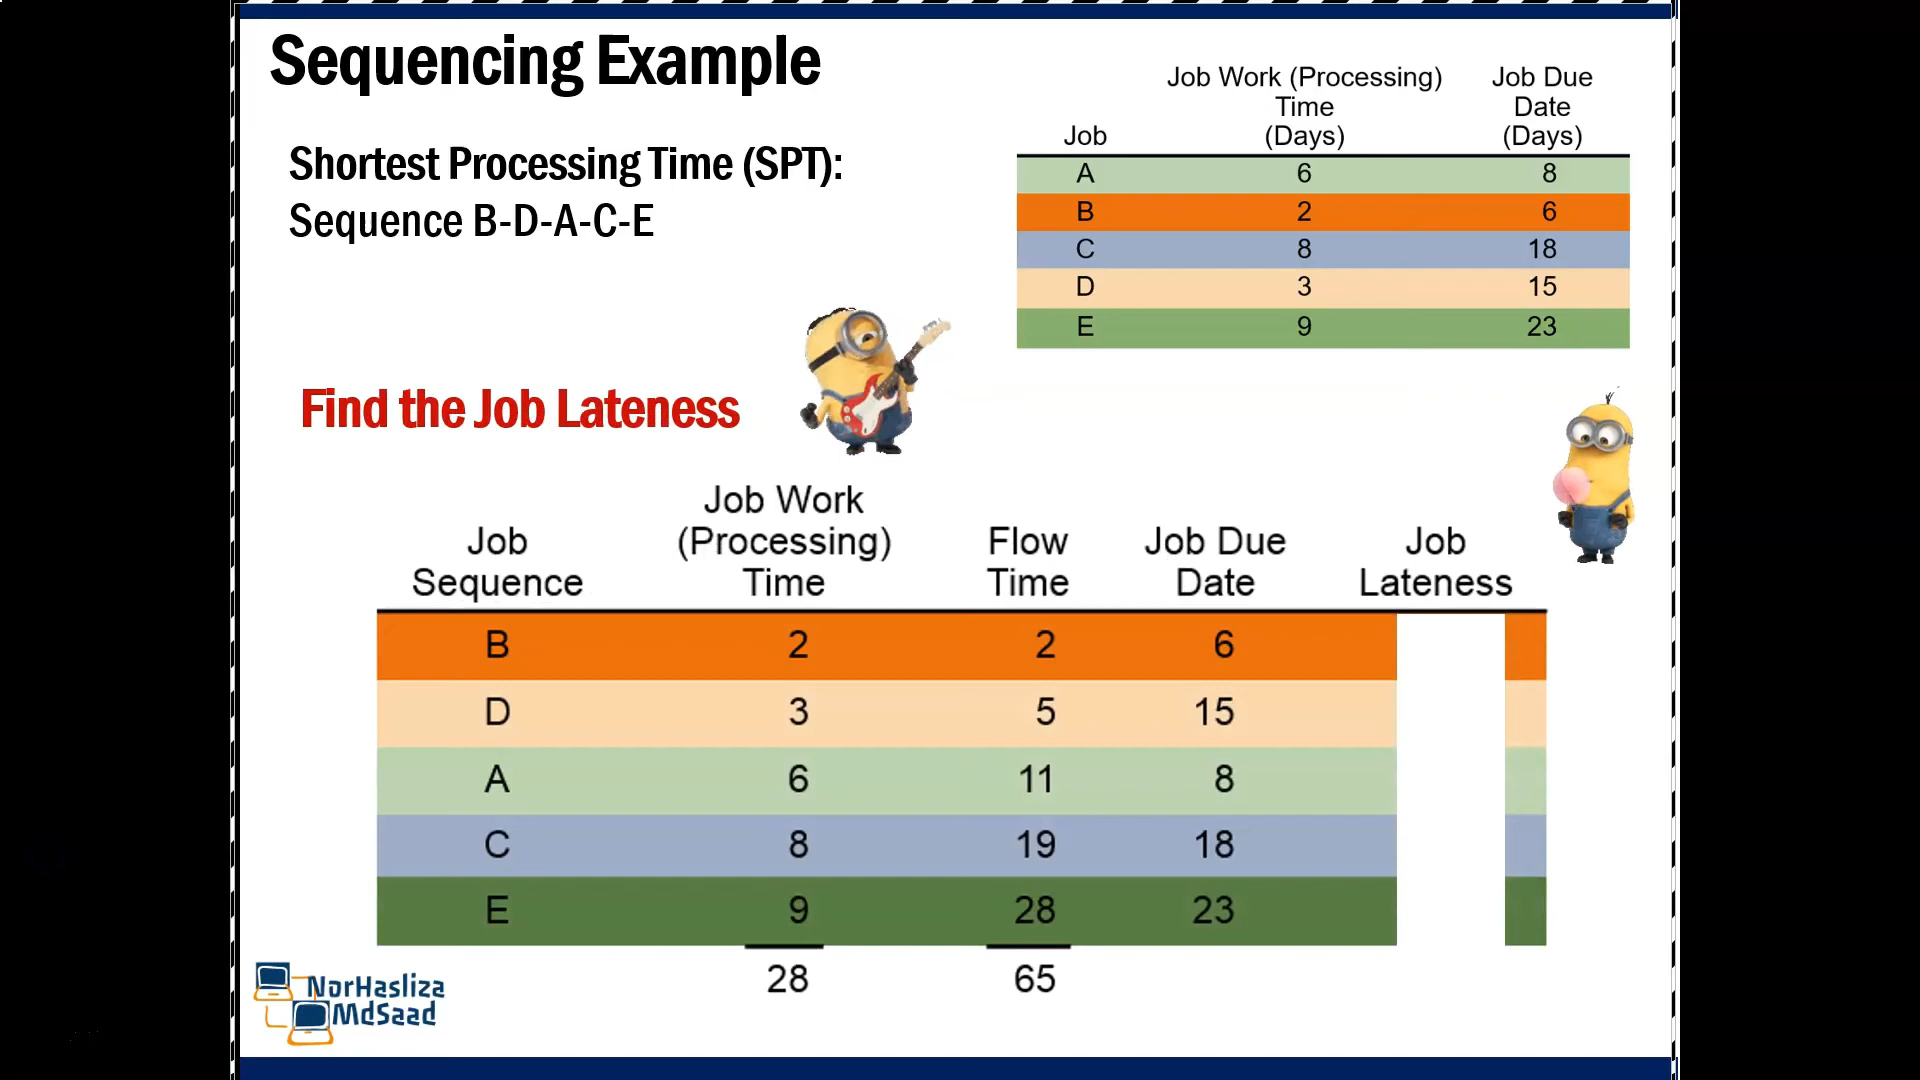 Sequencing Example
Shortest Processing Time (SPT):
Sequence B-D-A-C-E
Job Work (Processing) Job Due
Time Date
Job (Days) (Days)
A 6 8
B 2 6
C 8 18
D 3 15
E 9 23
Find the Job Lateness
Job Work
Job (Processing) Flow Job Due Job
Sequence Time Time Date Lateness
B 2 2 6
D 3 5 15
A 6 11 8
C 8 19 18
E 9 28 23
28 65
NorHasliza
MdSaad